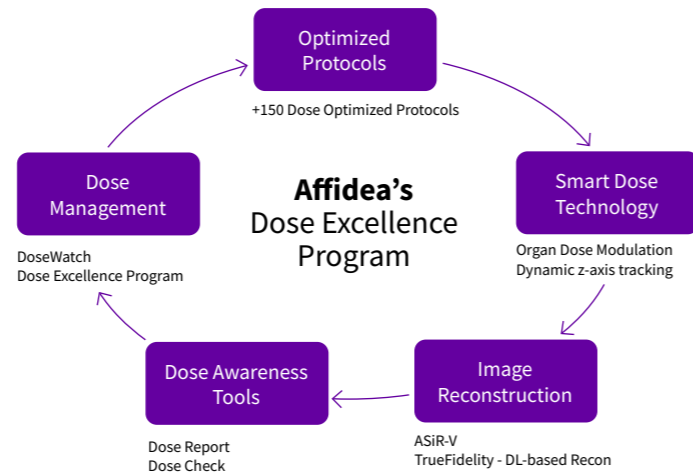 Optimized
Protocols
+150 Dose Optimized Protocols
Smart Dose
Technology
Organ Dose Modulation
Dynamic z-axis tracking
Image
Reconstruction
ASiR-V
TrueFidelity - DL-based Recon
Dose Awareness
Tools
Dose Report
Dose Check
Dose
Management
DoseWatch
Dose Excellence Program
Affidea's
Dose Excellence
Program